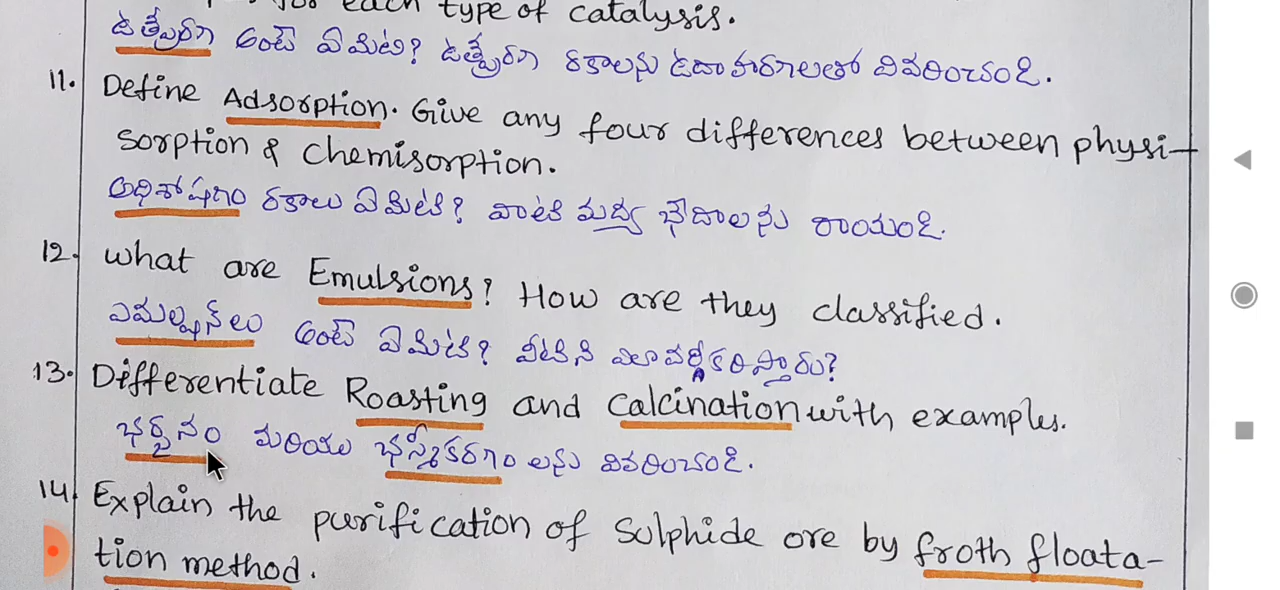 for each type of catalysis.
ఉత్ప్రేరణ అంటే ఏమిటి? ఉత్ప్రేరణ రకాలను ఉదాహరణలతో వివరించండి.
11. Define Adsorption. Give any four differences between physi-
sorption & Chemisorption.
అధిశోషణం రకాలు ఏమిటి? వాటి మధ్య భేదాలను రాయండి.
12. What are Emulsions? How are they classified.
ఎమల్షన్‌లు అంటే ఏమిటి? వీటిని ఎలా వర్గీకరిస్తారు?
13. Differentiate Roasting and Calcination with examples.
భర్జనం మరియు భస్మీకరణం లను వివరించండి.
14. Explain the purification of Sulphide ore by froth floata-
tion method.